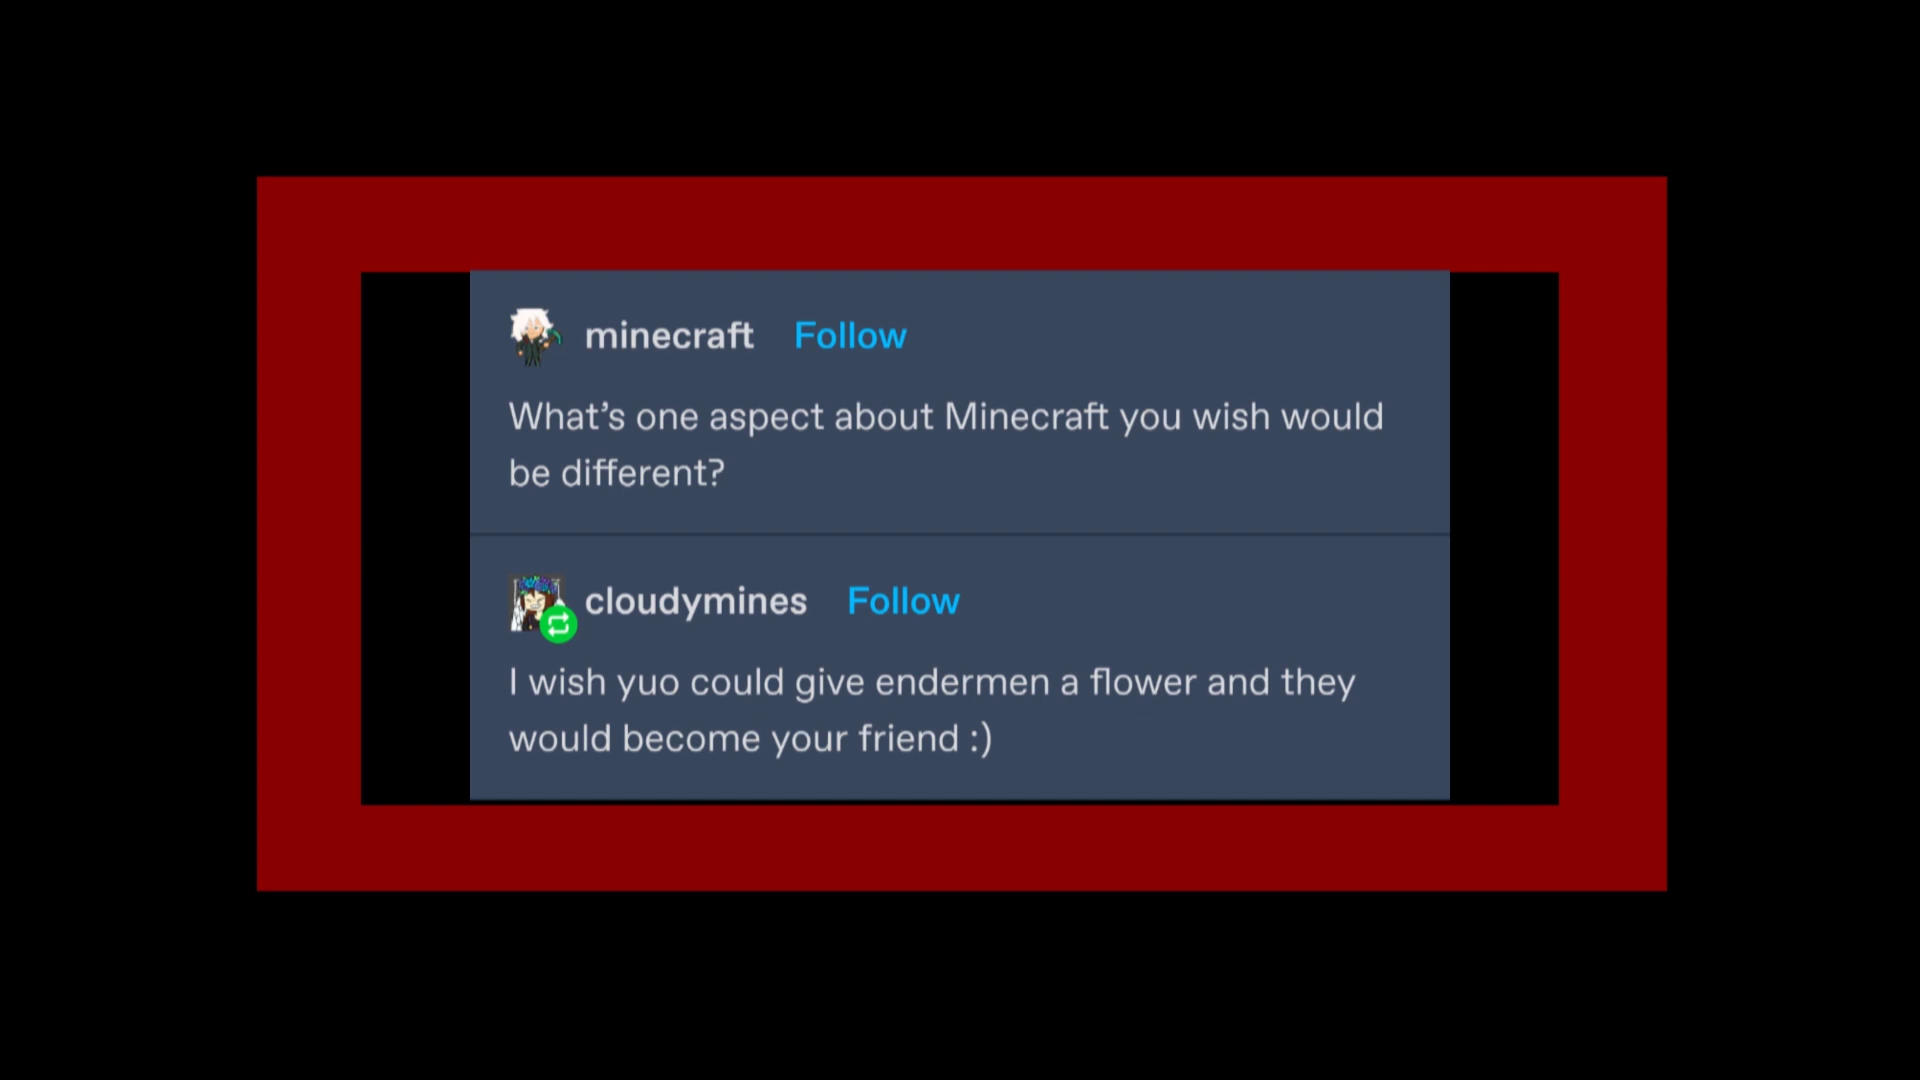 minecraft Follow
What’s one aspect about Minecraft you wish would
be different?
cloudymines Follow
I wish yuo could give endermen a flower and they
would become your friend :)